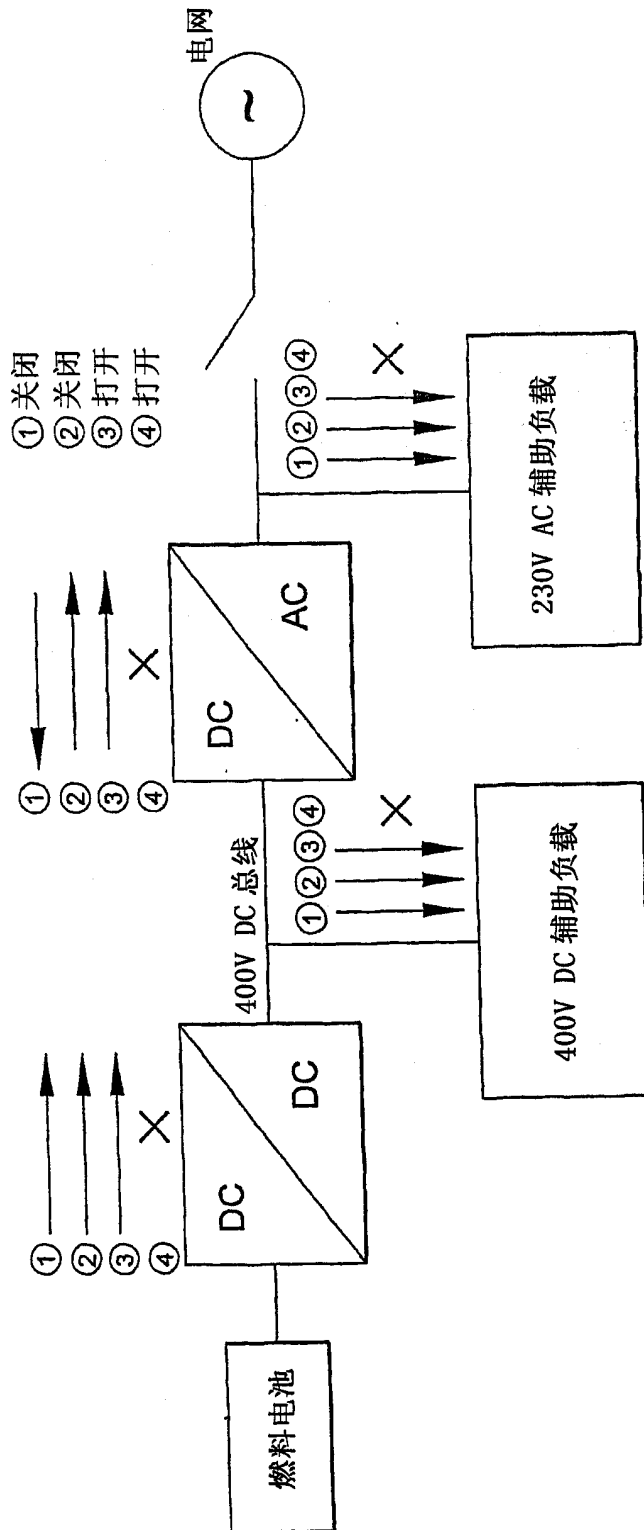 ① 关闭
② 关闭
③ 打开
④ 打开
电网
~
①
②
③
④
①
②
③
④
DC
AC
DC
DC
400V DC 总线
①②③④
①②③④
燃料电池
400V DC 辅助负载
230V AC 辅助负载